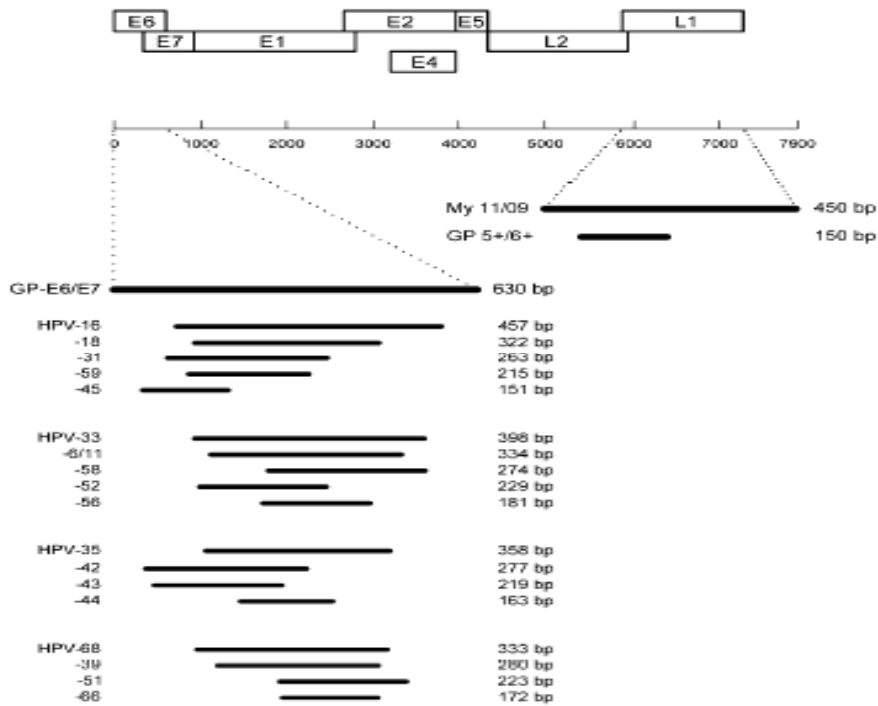 E6 E2 E5 L1
E7 E1 L2
E4
0 1000 2000 3000 4000 5000 6000 7000 7900
My 11/09 450 bp
GP 5+/6+ 150 bp
GP-E6/E7 630 bp
HPV-16 457 bp
-18 322 bp
-31 263 bp
-59 215 bp
-45 151 bp
HPV-33 398 bp
-6/11 334 bp
-58 274 bp
-52 229 bp
-56 181 bp
HPV-35 358 bp
-42 277 bp
-43 219 bp
-44 163 bp
HPV-68 333 bp
-39 280 bp
-51 223 bp
-66 172 bp